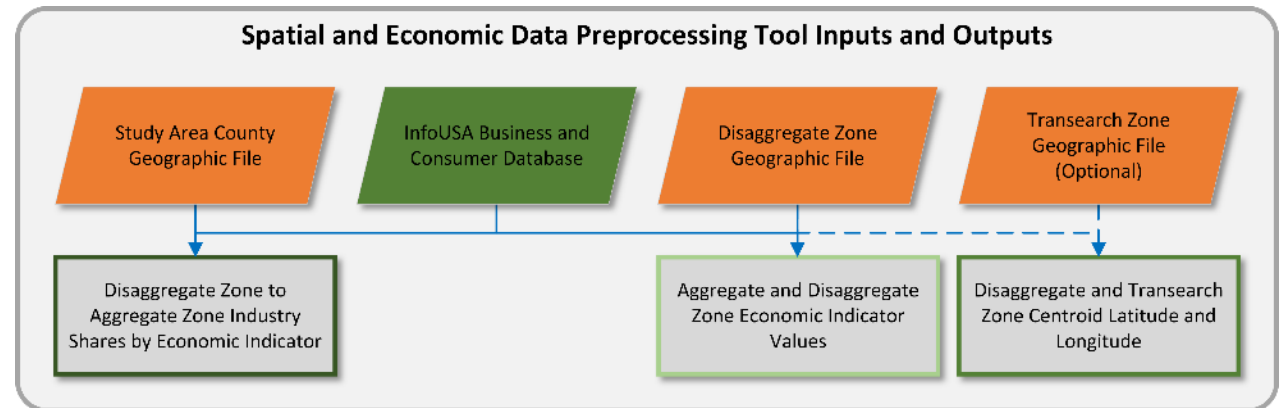 Spatial and Economic Data Preprocessing Tool Inputs and Outputs
Study Area County
Geographic File
InfoUSA Business and
Consumer Database
Disaggregate Zone
Geographic File
Transearch Zone
Geographic File
(Optional)
Disaggregate Zone to
Aggregate Zone Industry
Shares by Economic Indicator
Aggregate and Disaggregate
Zone Economic Indicator
Values
Disaggregate and Transearch
Zone Centroid Latitude and
Longitude